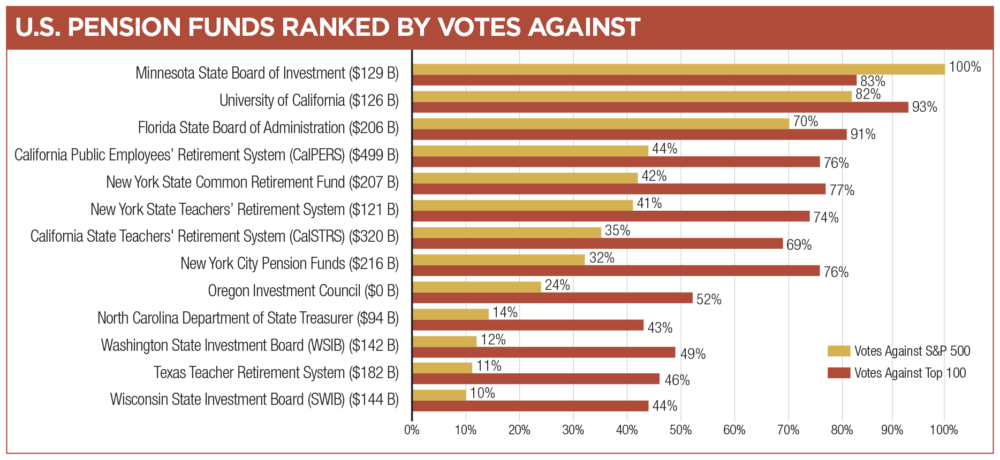 U.S. PENSION FUNDS RANKED BY VOTES AGAINST
Minnesota State Board of Investment ($129 B)
100%
83%
University of California ($126 B)
82%
93%
Florida State Board of Administration ($206 B)
70%
91%
California Public Employees’ Retirement System (CalPERS) ($499 B)
44%
76%
New York State Common Retirement Fund ($207 B)
42%
77%
New York State Teachers’ Retirement System ($121 B)
41%
74%
California State Teachers' Retirement System (CalSTRS) ($320 B)
35%
69%
New York City Pension Funds ($216 B)
32%
76%
Oregon Investment Council ($0 B)
24%
52%
North Carolina Department of State Treasurer ($94 B)
14%
43%
Washington State Investment Board (WSIB) ($142 B)
12%
49%
Texas Teacher Retirement System ($182 B)
11%
46%
Wisconsin State Investment Board (SWIB) ($144 B)
10%
44%
Votes Against S&P 500
Votes Against Top 100
0% 10% 20% 30% 40% 50% 60% 70% 80% 90% 100%